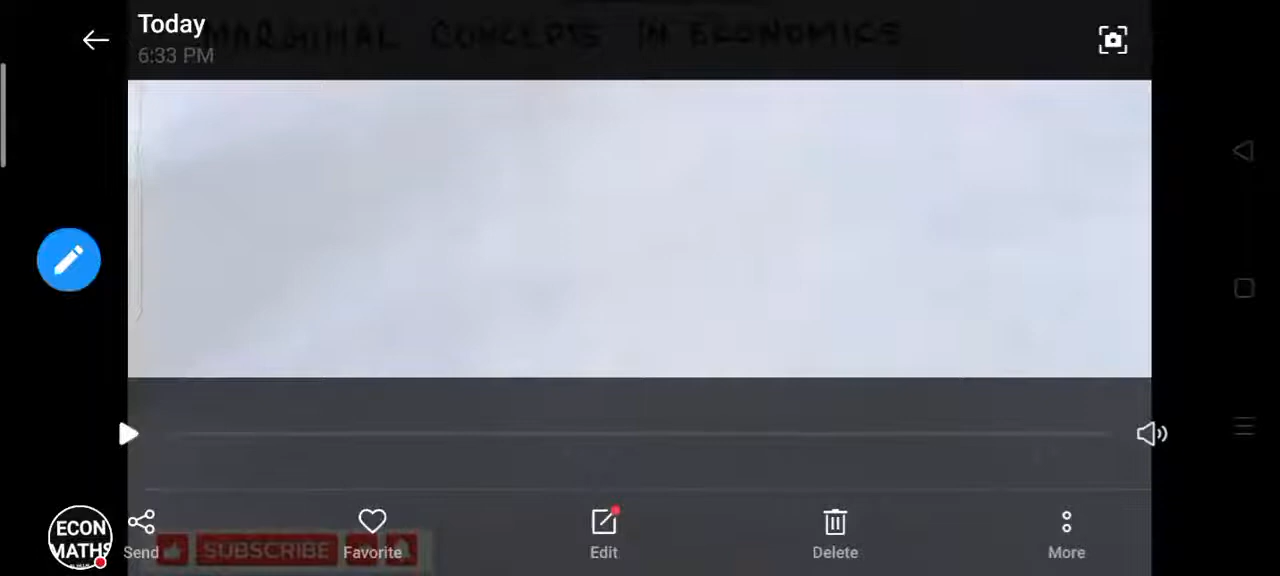 Today
MARGINAL CONCEPTS IN ECONOMICS
6:33 PM
ECON
MATHS
Send
SUBSCRIBE
Favorite
Edit
Delete
More